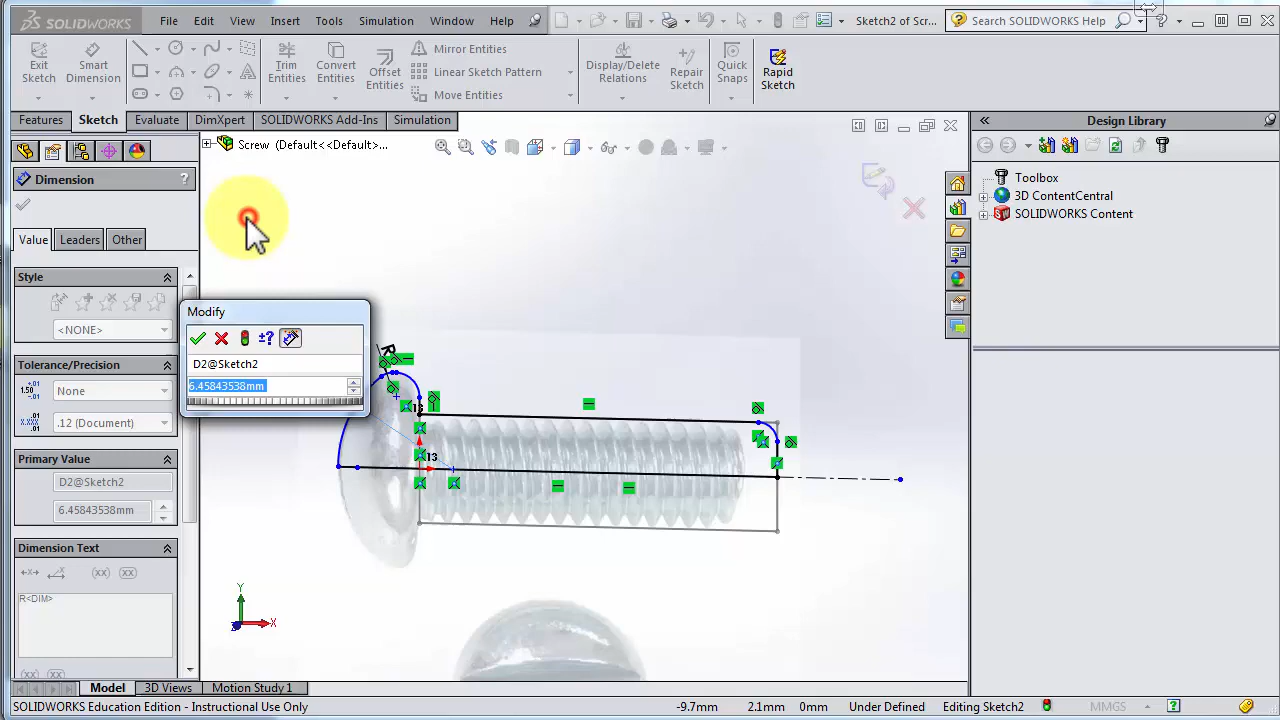 SOLIDWORKS File Edit View Insert Tools Simulation Window Help Sketch2 of Scr... Search SOLIDWORKS Help
Exit Sketch
Smart Dimension
Trim Entities
Convert Entities
Offset Entities
Mirror Entities
Linear Sketch Pattern
Move Entities
Display/Delete Relations
Repair Sketch
Quick Snaps
Rapid Sketch
Features Sketch Evaluate DimXpert SOLIDWORKS Add-Ins Simulation
Design Library
Screw (Default<<Default>...
Dimension ?
Toolbox
3D ContentCentral
SOLIDWORKS Content
Value Leaders Other
Style
<NONE>
Modify
D2@Sketch2
6.45843538mm
Tolerance/Precision
None
.12 (Document)
Primary Value
D2@Sketch2
6.45843538mm
Dimension Text
(xx) (xx)
R<DIM>
R
13
13
Y
X
Model 3D Views Motion Study 1
SOLIDWORKS Education Edition - Instructional Use Only -9.7mm 2.1mm 0mm Under Defined Editing Sketch2 MMGS